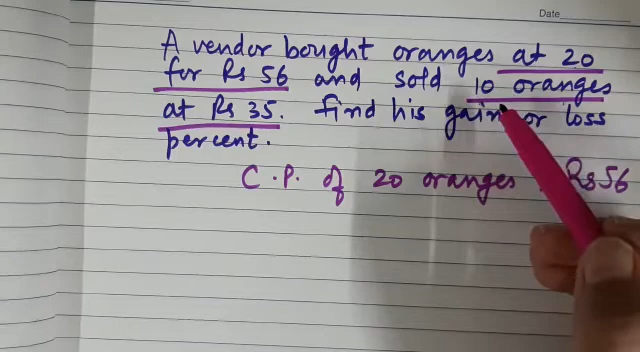 Date
A vendor bought oranges at 20
for Rs 56 and sold 10 oranges
at Rs 35. find his gain or loss
percent.
C.P. of 20 oranges : Rs 56